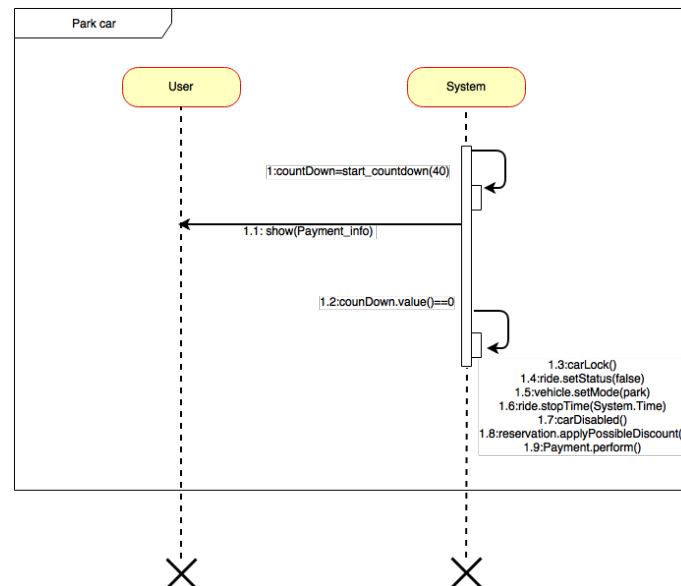 Park car
User
System
1:countDown=start_countdown(40)
1.1: show(Payment_info)
1.2:counDown.value()==0
1.3:carLock()
1.4:ride.setStatus(false)
1.5:vehicle.setMode(park)
1.6:ride.stopTime(System.Time)
1.7:carDisabled()
1.8:reservation.applyPossibleDiscount(
1.9:Payment.perform()